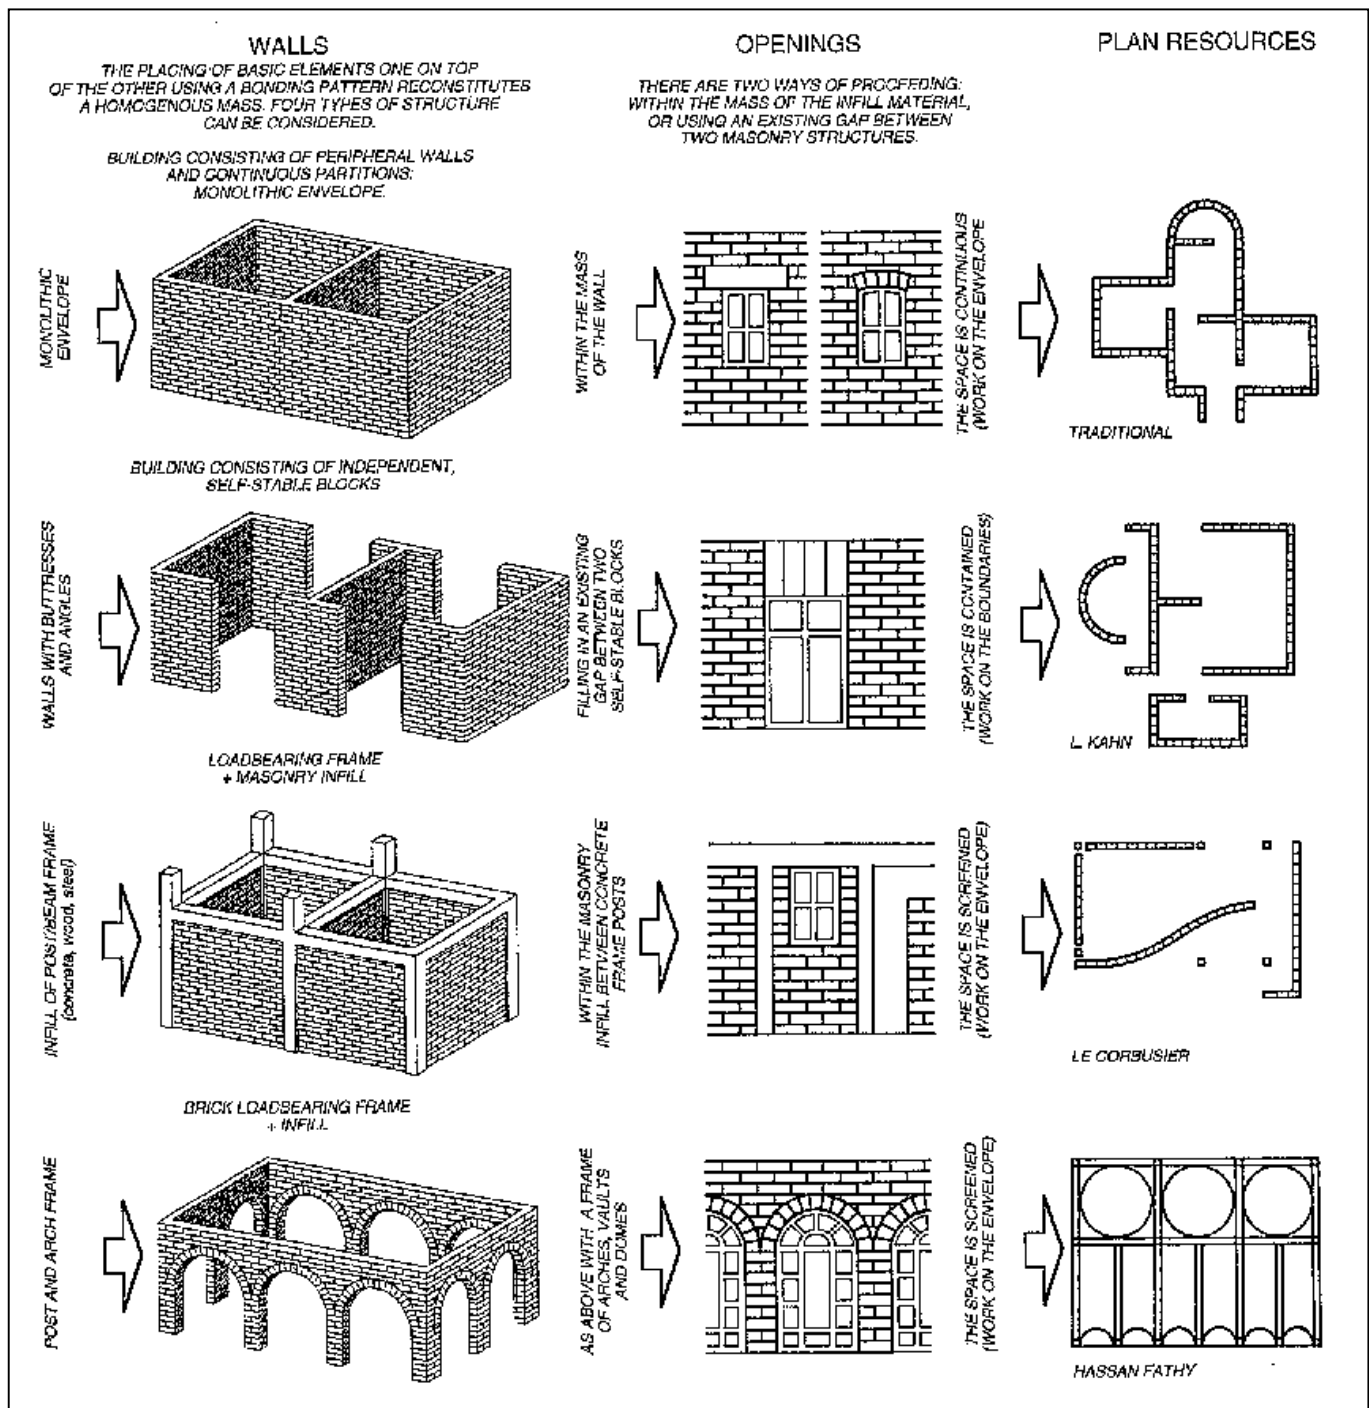 WALLS
THE PLACING OF BASIC ELEMENTS ONE ON TOP
OF THE OTHER USING A BONDING PATTERN RECONSTITUTES
A HOMOGENOUS MASS. FOUR TYPES OF STRUCTURE
CAN BE CONSIDERED.
OPENINGS
THERE ARE TWO WAYS OF PROCEEDING:
WITHIN THE MASS OF THE INFILL MATERIAL,
OR USING AN EXISTING GAP BETWEEN
TWO MASONRY STRUCTURES.
PLAN RESOURCES
BUILDING CONSISTING OF PERIPHERAL WALLS
AND CONTINUOUS PARTITIONS:
MONOLITHIC ENVELOPE.
MONOLITHIC
ENVELOPE
WITHIN THE MASS
OF THE WALL
THE SPACE IS CONTINUOUS
(WORK ON THE ENVELOPE
TRADITIONAL
BUILDING CONSISTING OF INDEPENDENT,
SELF-STABLE BLOCKS
WALLS WITH BUTTRESSES
AND ANGLES
FILLING IN AN EXISTING
GAP BETWEEN TWO
SELF-STABLE BLOCKS
THE SPACE IS CONTAINED
(WORK ON THE BOUNDARIES)
L. KAHN
LOADBEARING FRAME
+ MASONRY INFILL
INFILL OF POST/BEAM FRAME
(concrete, wood, steel)
WITHIN THE MASONRY
INFILL BETWEEN CONCRETE
FRAME POSTS
THE SPACE IS SCREENED
(WORK ON THE ENVELOPE)
LE CORBUSIER
BRICK LOADBEARING FRAME
+ INFILL
POST AND ARCH FRAME
AS ABOVE WITH A FRAME
OF ARCHES, VAULTS
AND DOMES
THE SPACE IS SCREENED
(WORK ON THE ENVELOPE)
HASSAN FATHY